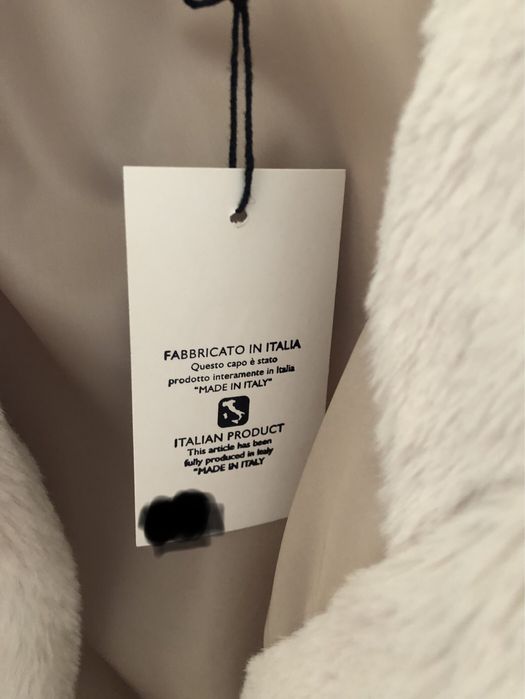 FABBRICATO IN ITALIA
Questo capo è stato
prodotto interamente in Italia
"MADE IN ITALY"
ITALIAN PRODUCT
This article has been
fully produced in Italy
"MADE IN ITALY